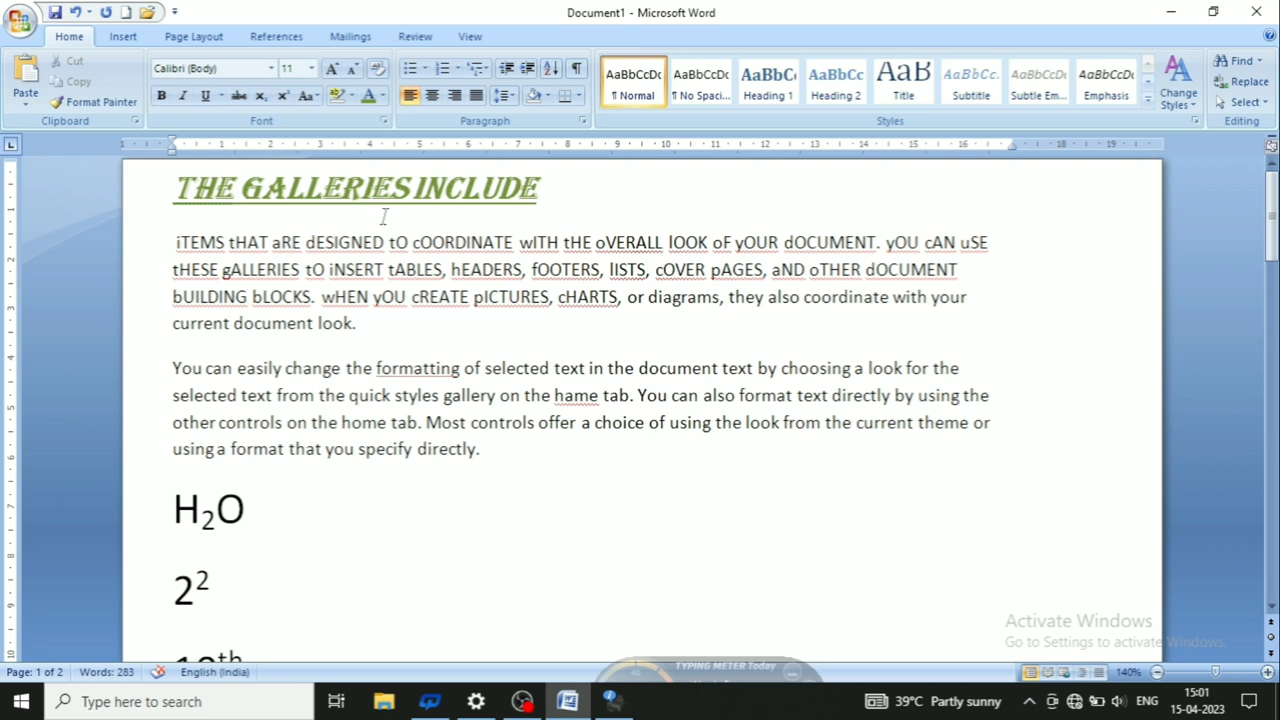 Document1 - Microsoft Word
Home Insert Page Layout References Mailings Review View
Paste
Cut
Copy
Format Painter
Clipboard
Calibri (Body) 11
Font
Paragraph
AaBbCcDc AaBbCcDc AaBbC AaBbCc AaB AaBbCc. AaBbCcDc AaBbCcDc
¶ Normal ¶ No Spaci... Heading 1 Heading 2 Title Subtitle Subtle Em... Emphasis
Styles
Change
Styles
Find
Replace
Select
Editing
THE GALLERIES INCLUDE
iTEMS tHAT aRE dESIGNED tO cOORDINATE wITH tHE oVERALL lOOK oF yOUR dOCUMENT. yOU cAN uSE
tHESE gALLERIES tO iNSERT tABLES, hEADERS, fOOTERS, lISTS, cOVER pAGES, aND oTHER dOCUMENT
bUILDING bLOCKS. wHEN yOU cREATE pICTURES, cHARTS, or diagrams, they also coordinate with your
current document look.
You can easily change the formatting of selected text in the document text by choosing a look for the
selected text from the quick styles gallery on the hame tab. You can also format text directly by using the
other controls on the home tab. Most controls offer a choice of using the look from the current theme or
using a format that you specify directly.
H₂O
2²
10th
Activate Windows
Go to Settings to activate Windows.
Page: 1 of 2 Words: 283 English (India) 140%
TYPING METER Today
Type here to search
39°C Partly sunny ENG 15:01
15-04-2023